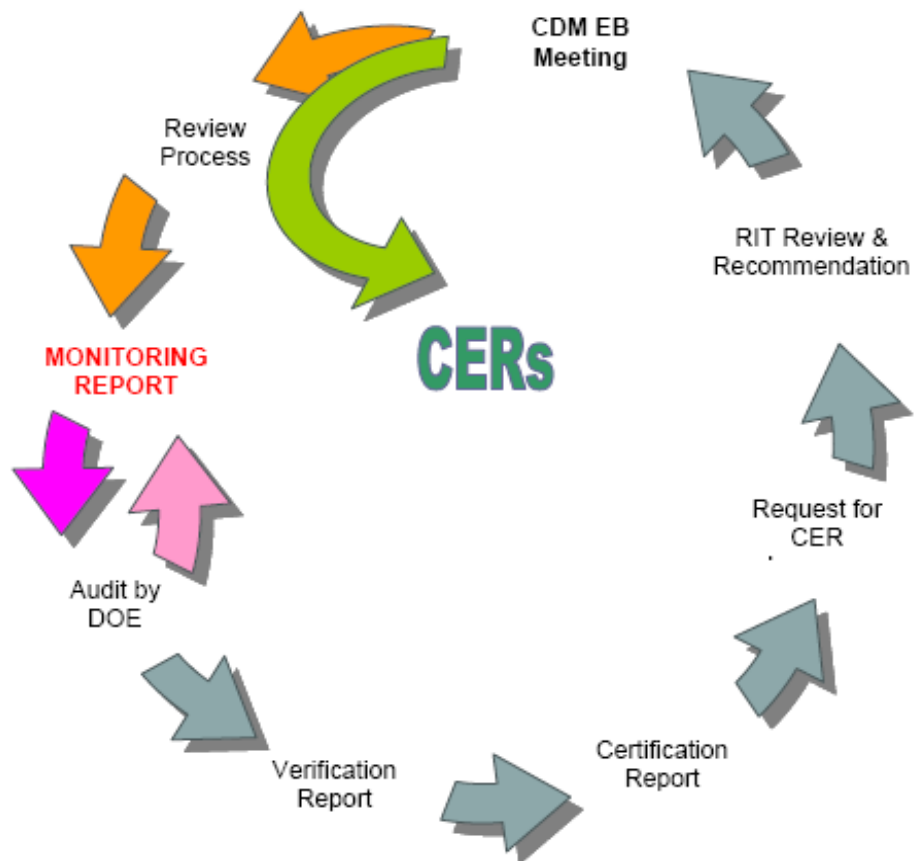 CDM EB
Meeting
Review
Process
RIT Review &
Recommendation
MONITORING
REPORT
CERs
Request for
CER
.
Audit by
DOE
Verification
Report
Certification
Report